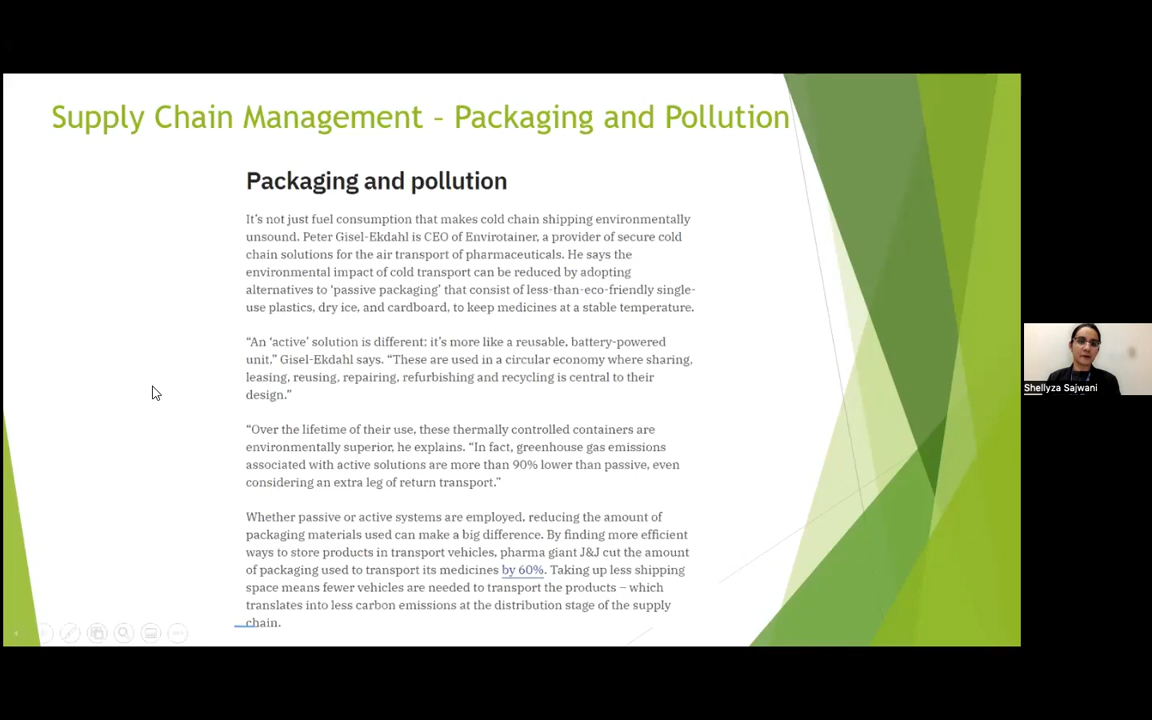 Supply Chain Management – Packaging and Pollution
Packaging and pollution
It's not just fuel consumption that makes cold chain shipping environmentally
unsound. Peter Gisel-Ekdahl is CEO of Envirotainer, a provider of secure cold
chain solutions for the air transport of pharmaceuticals. He says the
environmental impact of cold transport can be reduced by adopting
alternatives to ‘passive packaging’ that consist of less-than-eco-friendly single-
use plastics, dry ice, and cardboard, to keep medicines at a stable temperature.
“An ‘active’ solution is different: it's more like a reusable, battery-powered
unit,” Gisel-Ekdahl says. “These are used in a circular economy where sharing,
leasing, reusing, repairing, refurbishing and recycling is central to their
design.”
“Over the lifetime of their use, these thermally controlled containers are
environmentally superior, he explains. “In fact, greenhouse gas emissions
associated with active solutions are more than 90% lower than passive, even
considering an extra leg of return transport.”
Whether passive or active systems are employed, reducing the amount of
packaging materials used can make a big difference. By finding more efficient
ways to store products in transport vehicles, pharma giant J&J cut the amount
of packaging used to transport its medicines by 60%. Taking up less shipping
space means fewer vehicles are needed to transport the products – which
translates into less carbon emissions at the distribution stage of the supply
chain.
Shellyza Sajwani